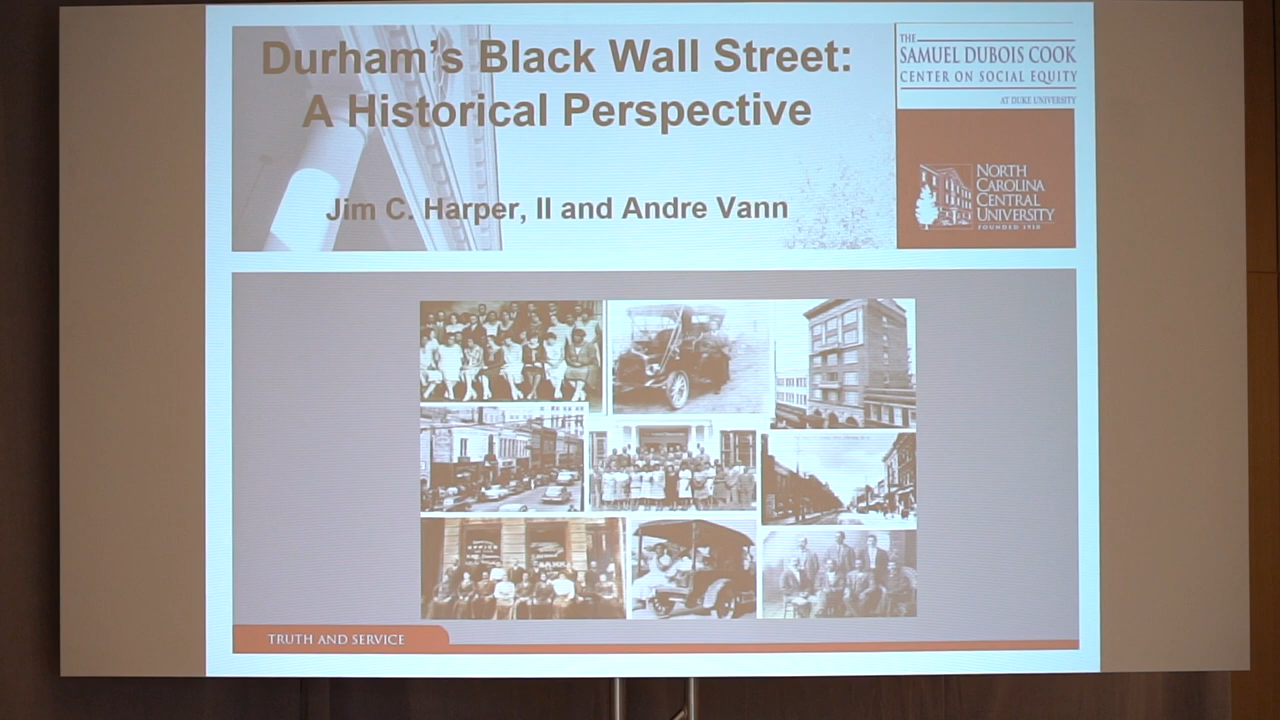 Durham's Black Wall Street:
A Historical Perspective
Jim C. Harper, II and Andre Vann
THE
SAMUEL DUBOIS COOK
CENTER ON SOCIAL EQUITY
AT DUKE UNIVERSITY
NORTH
CAROLINA
CENTRAL
UNIVERSITY
FOUNDED 1910
OFFICE
TRUTH AND SERVICE